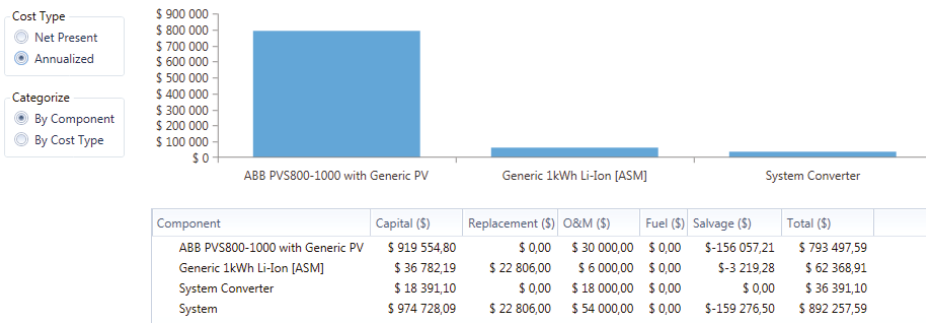 Cost Type
Net Present
Annualized
Categorize
By Component
By Cost Type
$ 900 000
$ 800 000
$ 700 000
$ 600 000
$ 500 000
$ 400 000
$ 300 000
$ 200 000
$ 100 000
$ 0
ABB PVS800-1000 with Generic PV Generic 1kWh Li-Ion [ASM] System Converter
Component Capital ($) Replacement ($) O&M ($) Fuel ($) Salvage ($) Total ($)
ABB PVS800-1000 with Generic PV $ 919 554,80 $ 0,00 $ 30 000,00 $ 0,00 $-156 057,21 $ 793 497,59
Generic 1kWh Li-Ion [ASM] $ 36 782,19 $ 22 806,00 $ 6 000,00 $ 0,00 $-3 219,28 $ 62 368,91
System Converter $ 18 391,10 $ 0,00 $ 18 000,00 $ 0,00 $ 0,00 $ 36 391,10
System $ 974 728,09 $ 22 806,00 $ 54 000,00 $ 0,00 $-159 276,50 $ 892 257,59